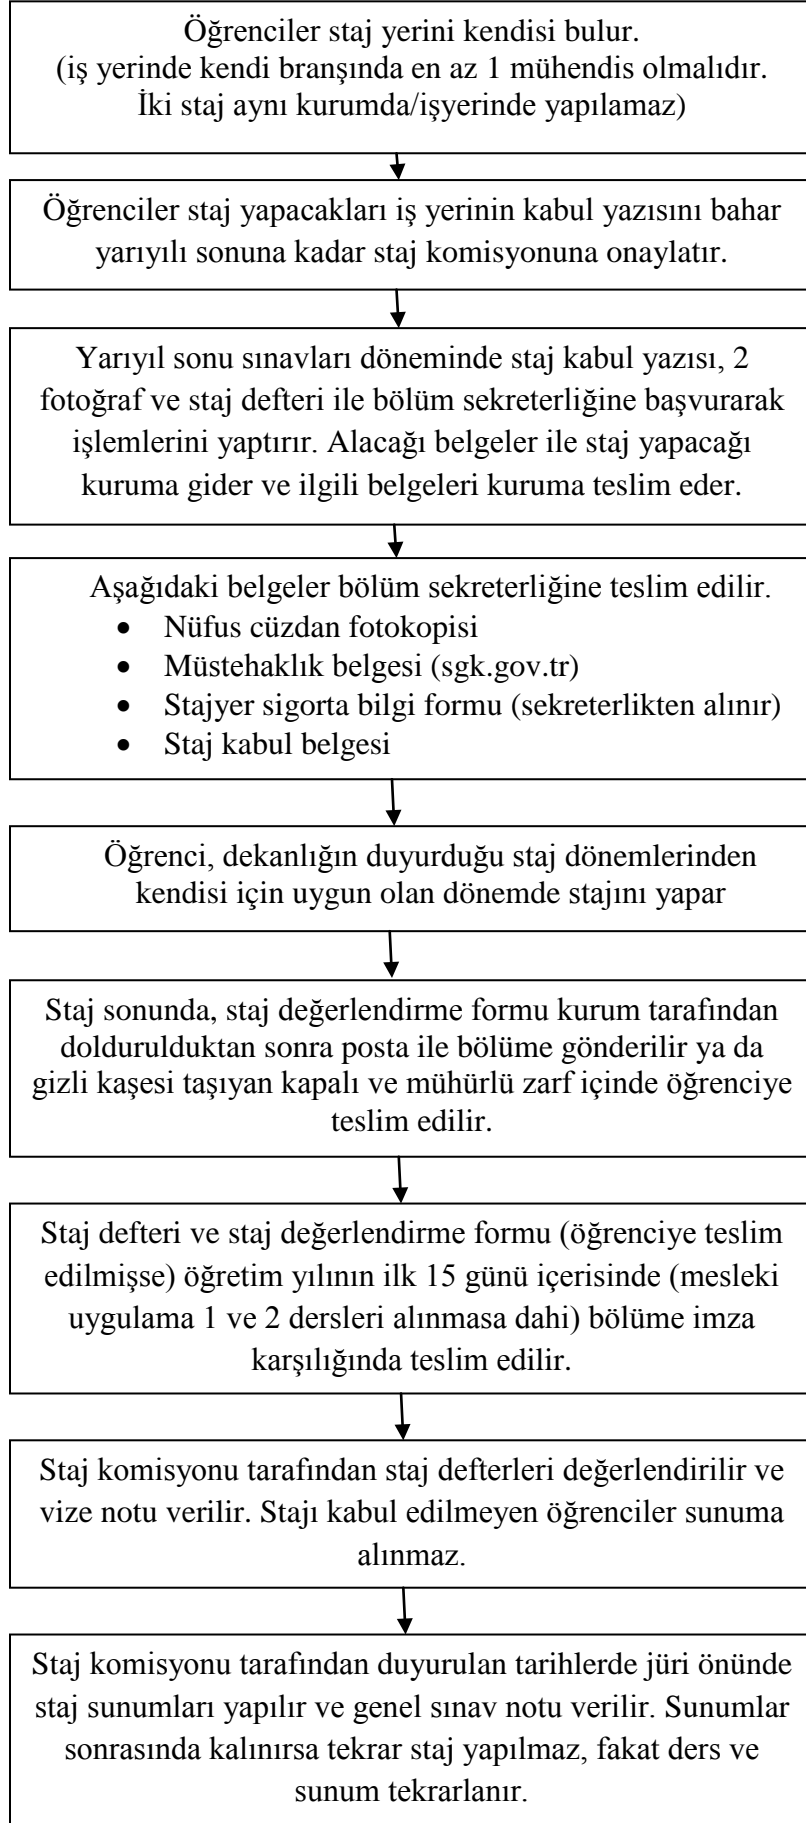 Öğrenciler staj yerini kendisi bulur.
(iş yerinde kendi branşında en az 1 mühendis olmalıdır.
İki staj aynı kurumda/işyerinde yapılamaz)
Öğrenciler staj yapacakları iş yerinin kabul yazısını bahar
yarıyılı sonuna kadar staj komisyonuna onaylatır.
Yarıyıl sonu sınavları döneminde staj kabul yazısı, 2
fotoğraf ve staj defteri ile bölüm sekreterliğine başvurarak
işlemlerini yaptırır. Alacağı belgeler ile staj yapacağı
kuruma gider ve ilgili belgeleri kuruma teslim eder.
Aşağıdaki belgeler bölüm sekreterliğine teslim edilir.
• Nüfus cüzdan fotokopisi
• Müstehaklık belgesi (sgk.gov.tr)
• Stajyer sigorta bilgi formu (sekreterlikten alınır)
• Staj kabul belgesi
Öğrenci, dekanlığın duyurduğu staj dönemlerinden
kendisi için uygun olan dönemde stajını yapar
Staj sonunda, staj değerlendirme formu kurum tarafından
doldurulduktan sonra posta ile bölüme gönderilir ya da
gizli kaşesi taşıyan kapalı ve mühürlü zarf içinde öğrenciye
teslim edilir.
Staj defteri ve staj değerlendirme formu (öğrenciye teslim
edilmişse) öğretim yılının ilk 15 günü içerisinde (mesleki
uygulama 1 ve 2 dersleri alınmasa dahi) bölüme imza
karşılığında teslim edilir.
Staj komisyonu tarafından staj defterleri değerlendirilir ve
vize notu verilir. Stajı kabul edilmeyen öğrenciler sunuma
alınmaz.
Staj komisyonu tarafından duyurulan tarihlerde jüri önünde
staj sunumları yapılır ve genel sınav notu verilir. Sunumlar
sonrasında kalınırsa tekrar staj yapılmaz, fakat ders ve
sunum tekrarlanır.